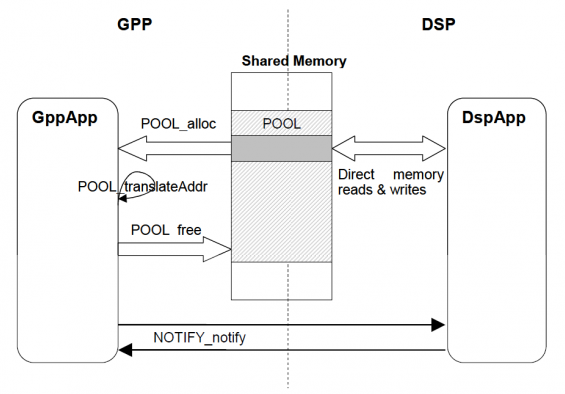 GPP
DSP
Shared Memory
GppApp
POOL_alloc
POOL
DspApp
Direct memory
reads & writes
POOL_translateAddr
POOL_free
NOTIFY_notify